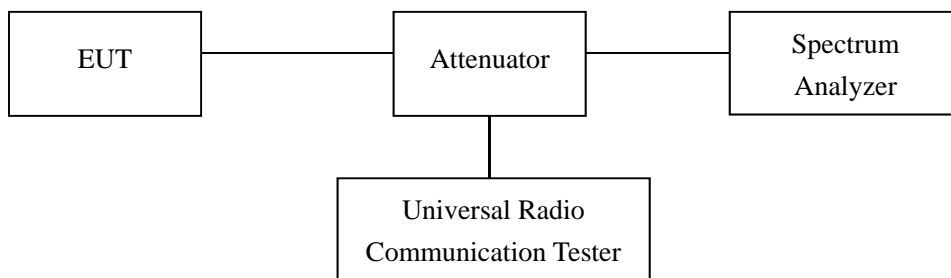 EUT
Attenuator
Spectrum
Analyzer
Universal Radio
Communication Tester